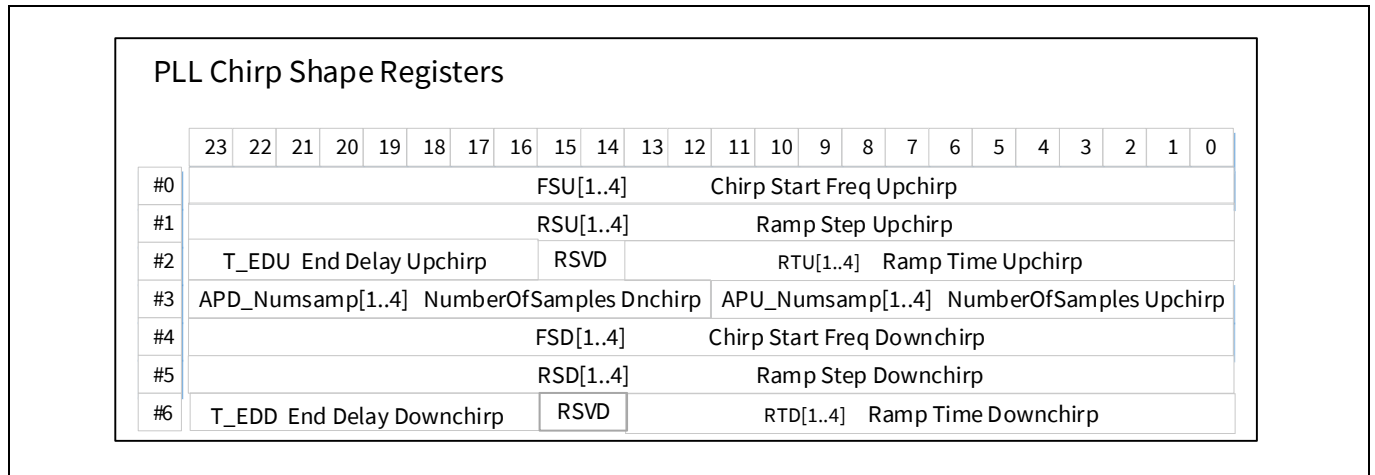 PLL Chirp Shape Registers
23 22 21 20 19 18 17 16 15 14 13 12 11 10 9 8 7 6 5 4 3 2 1 0
#0 FSU[1..4] Chirp Start Freq Upchirp
#1 RSU[1..4] Ramp Step Upchirp
#2 T_EDU End Delay Upchirp RSVD RTU[1..4] Ramp Time Upchirp
#3 APD_Numsamp[1..4] NumberOfSamples Dnchirp APU_Numsamp[1..4] NumberOfSamples Upchirp
#4 FSD[1..4] Chirp Start Freq Downchirp
#5 RSD[1..4] Ramp Step Downchirp
#6 T_EDD End Delay Downchirp RSVD RTD[1..4] Ramp Time Downchirp